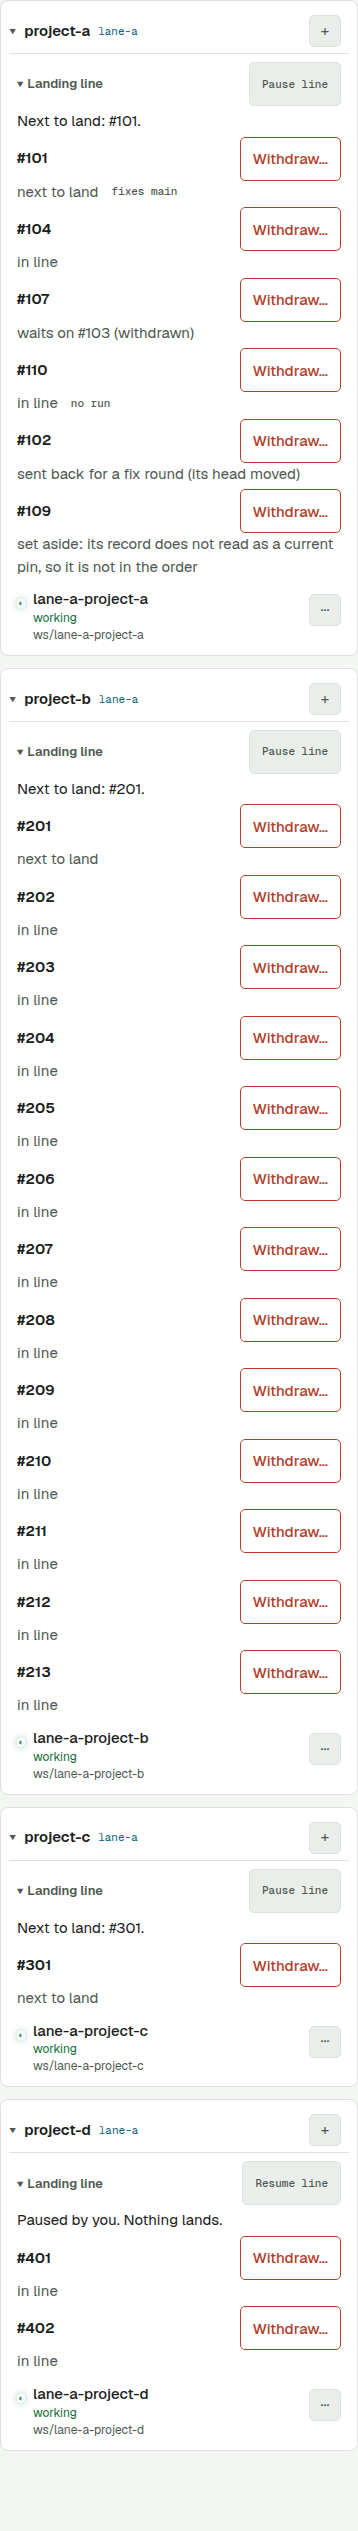 ▾ project-a lane-a +
▾ Landing line Pause line
Next to land: #101.
#101 Withdraw…
next to land fixes main
#104 Withdraw…
in line
#107 Withdraw…
waits on #103 (withdrawn)
#110 Withdraw…
in line no run
#102 Withdraw…
sent back for a fix round (its head moved)
#109 Withdraw…
set aside: its record does not read as a current
pin, so it is not in the order
lane-a-project-a …
working
ws/lane-a-project-a
▾ project-b lane-a +
▾ Landing line Pause line
Next to land: #201.
#201 Withdraw…
next to land
#202 Withdraw…
in line
#203 Withdraw…
in line
#204 Withdraw…
in line
#205 Withdraw…
in line
#206 Withdraw…
in line
#207 Withdraw…
in line
#208 Withdraw…
in line
#209 Withdraw…
in line
#210 Withdraw…
in line
#211 Withdraw…
in line
#212 Withdraw…
in line
#213 Withdraw…
in line
lane-a-project-b …
working
ws/lane-a-project-b
▾ project-c lane-a +
▾ Landing line Pause line
Next to land: #301.
#301 Withdraw…
next to land
lane-a-project-c …
working
ws/lane-a-project-c
▾ project-d lane-a +
▾ Landing line Resume line
Paused by you. Nothing lands.
#401 Withdraw…
in line
#402 Withdraw…
in line
lane-a-project-d …
working
ws/lane-a-project-d